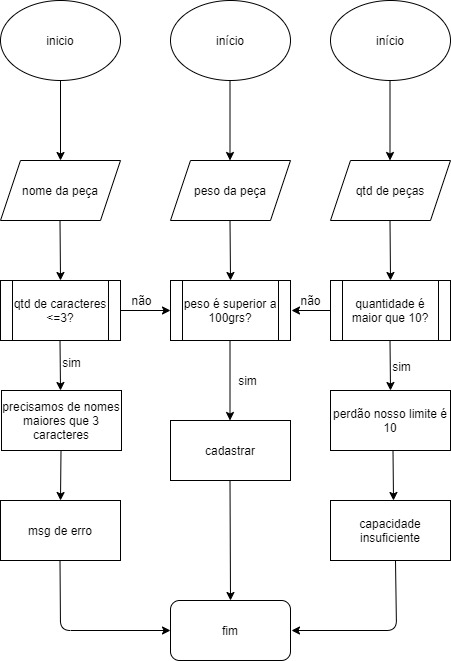 inicio
início
início
nome da peça
peso da peça
qtd de peças
qtd de caracteres
<=3?
não
peso é superior a
100grs?
não
quantidade é
maior que 10?
sim
sim
sim
precisamos de nomes
maiores que 3
caracteres
cadastrar
perdão nosso limite é
10
msg de erro
capacidade
insuficiente
fim